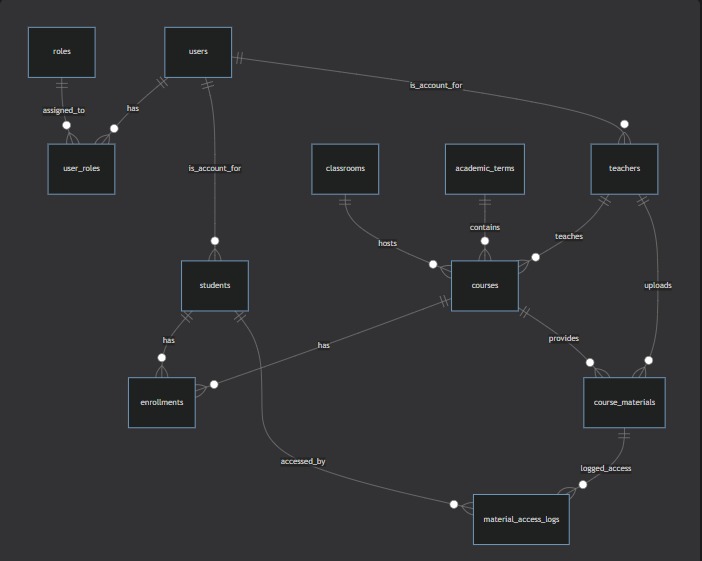 roles
users
is_account_for
assigned_to
has
user_roles
is_account_for
classrooms
academic_terms
teachers
contains
hosts
teaches
students
courses
uploads
has
has
provides
enrollments
course_materials
accessed_by
logged_access
material_access_logs